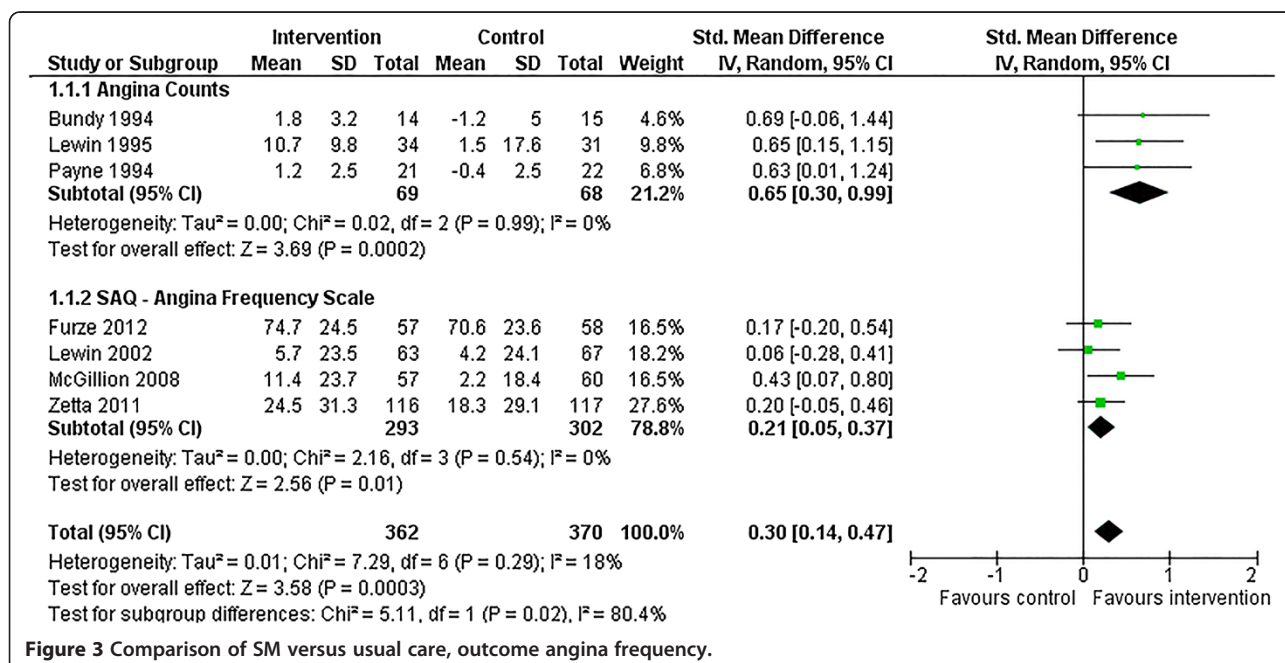 Intervention Control Std. Mean Difference Std. Mean Difference
Study or Subgroup Mean SD Total Mean SD Total Weight IV, Random, 95% CI IV, Random, 95% CI
1.1.1 Angina Counts
Bundy 1994 1.8 3.2 14 -1.2 5 15 4.6% 0.69 [-0.06, 1.44]
Lewin 1995 10.7 9.8 34 1.5 17.6 31 9.8% 0.65 [0.15, 1.15]
Payne 1994 1.2 2.5 21 -0.4 2.5 22 6.8% 0.63 [0.01, 1.24]
Subtotal (95% CI) 69 68 21.2% 0.65 [0.30, 0.99]
Heterogeneity: Tau² = 0.00; Chi² = 0.02, df = 2 (P = 0.99); I² = 0%
Test for overall effect: Z = 3.69 (P = 0.0002)
1.1.2 SAQ - Angina Frequency Scale
Furze 2012 74.7 24.5 57 70.6 23.6 58 16.5% 0.17 [-0.20, 0.54]
Lewin 2002 5.7 23.5 63 4.2 24.1 67 18.2% 0.06 [-0.28, 0.41]
McGillion 2008 11.4 23.7 57 2.2 18.4 60 16.5% 0.43 [0.07, 0.80]
Zetta 2011 24.5 31.3 116 18.3 29.1 117 27.6% 0.20 [-0.05, 0.46]
Subtotal (95% CI) 293 302 78.8% 0.21 [0.05, 0.37]
Heterogeneity: Tau² = 0.00; Chi² = 2.16, df = 3 (P = 0.54); I² = 0%
Test for overall effect: Z = 2.56 (P = 0.01)
Total (95% CI) 362 370 100.0% 0.30 [0.14, 0.47]
Heterogeneity: Tau² = 0.01; Chi² = 7.29, df = 6 (P = 0.29); I² = 18%
Test for overall effect: Z = 3.58 (P = 0.0003)
Test for subgroup differences: Chi² = 5.11, df = 1 (P = 0.02), I² = 80.4%
-2 -1 0 1 2
Favours control Favours intervention
Figure 3 Comparison of SM versus usual care, outcome angina frequency.